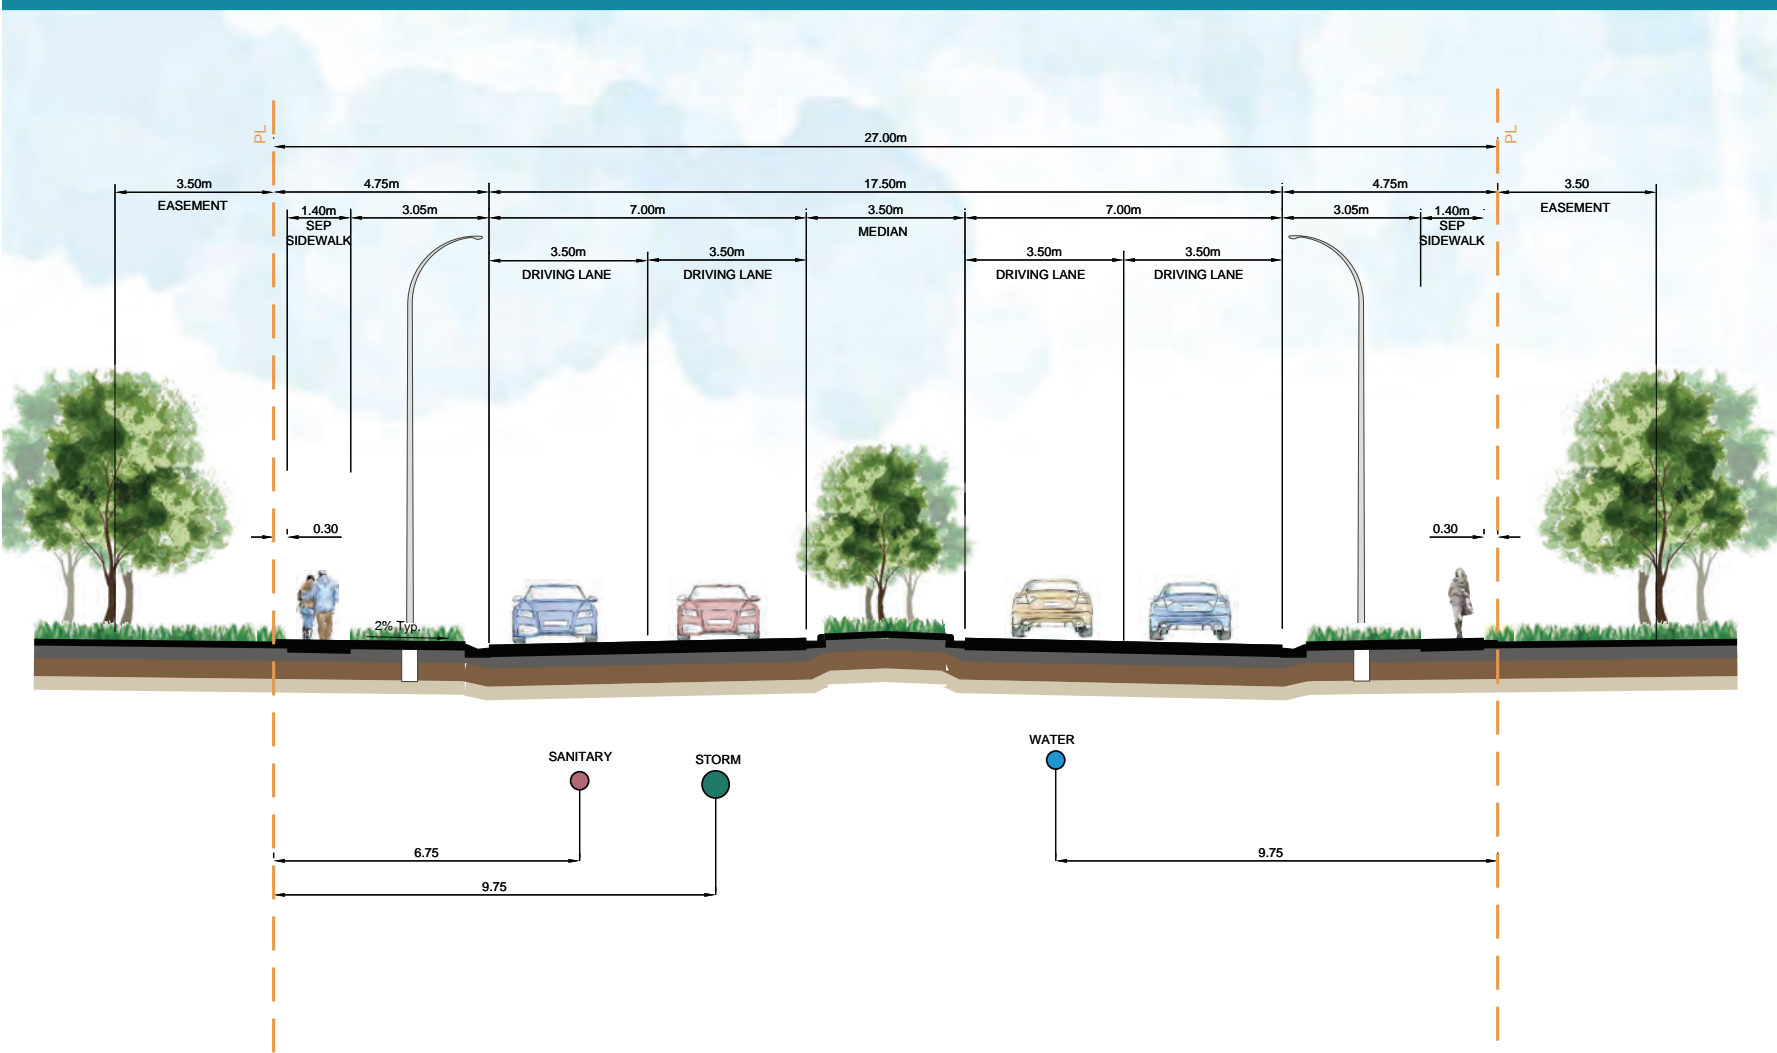 PL
PL
27.00m
3.50m
4.75m
17.50m
4.75m
3.50
EASEMENT
EASEMENT
1.40m
SEP
SIDEWALK
3.05m
7.00m
3.50m
MEDIAN
7.00m
3.05m
1.40m
SEP
SIDEWALK
3.50m
DRIVING LANE
3.50m
DRIVING LANE
3.50m
DRIVING LANE
3.50m
DRIVING LANE
0.30
0.30
2% Typ.
SANITARY
STORM
WATER
6.75
9.75
9.75